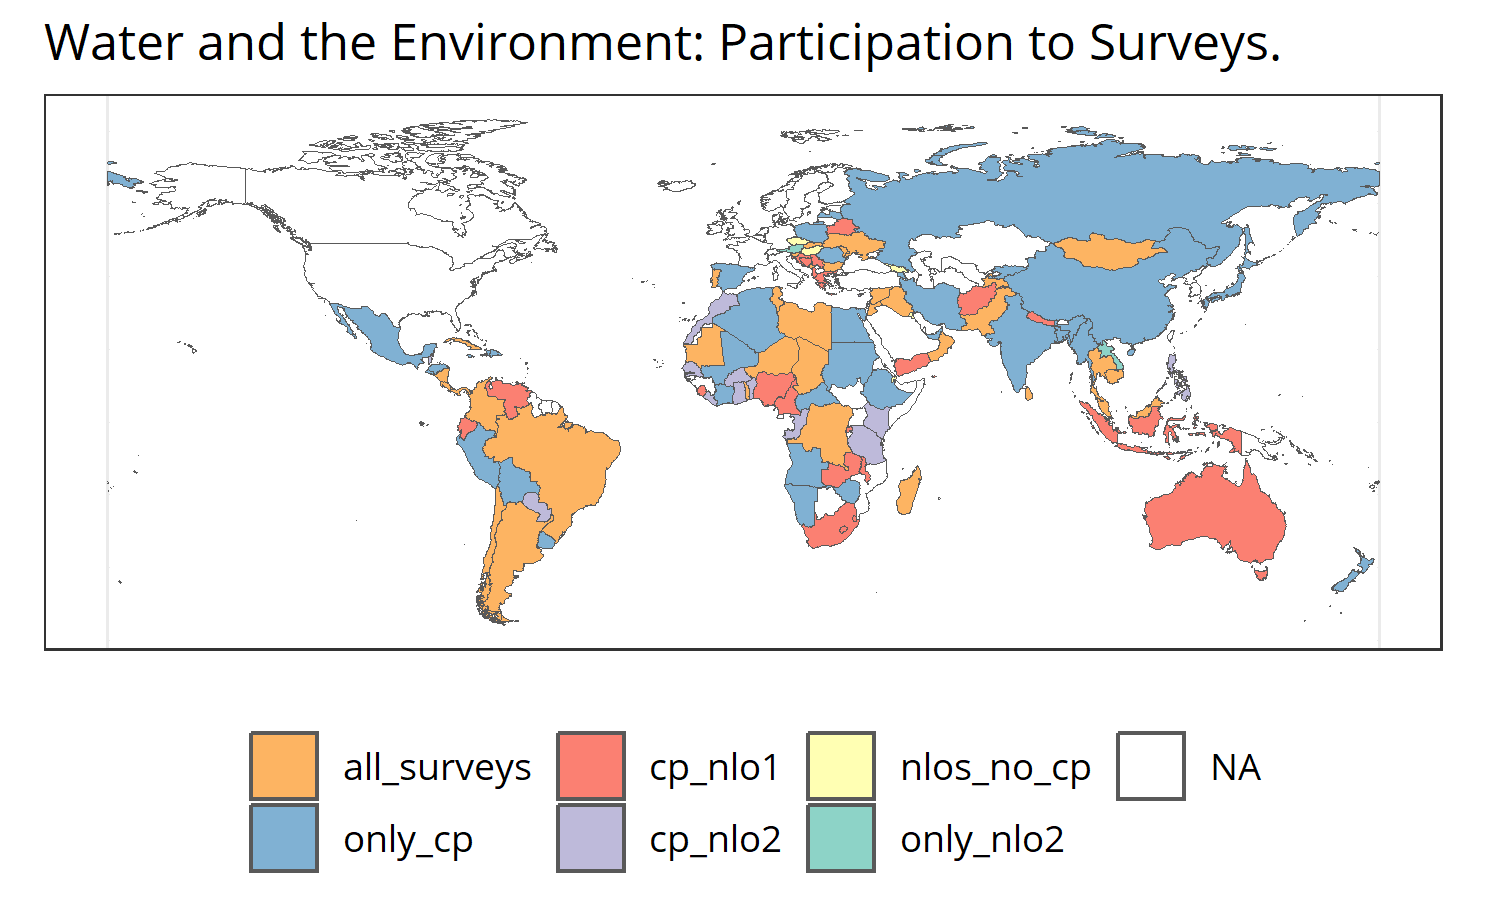 Water and the Environment: Participation to Surveys.
all_surveys cp_nlo1 nlos_no_cp NA
only_cp cp_nlo2 only_nlo2